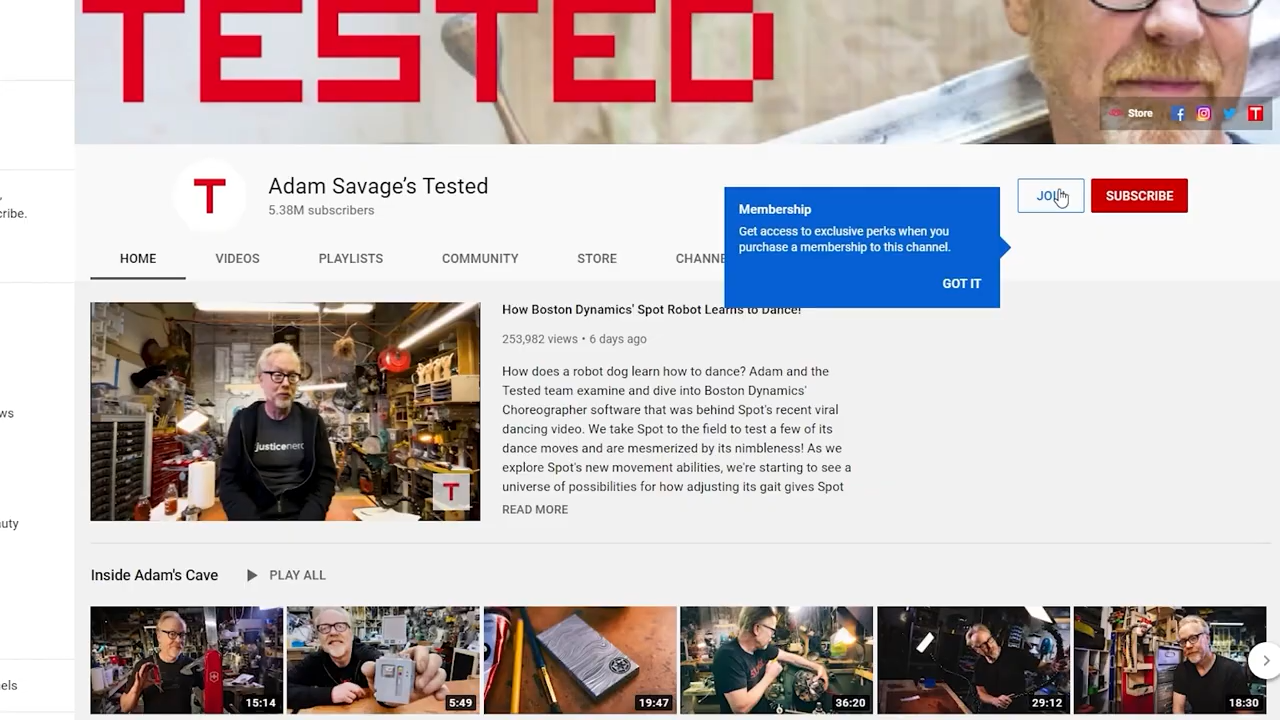 TESTED
Store
T
cribe.
T
Adam Savage's Tested
5.38M subscribers
Membership
Get access to exclusive perks when you
purchase a membership to this channel.
GOT IT
SUBSCRIBE
HOME VIDEOS PLAYLISTS COMMUNITY STORE CHANNE
How Boston Dynamics' Spot Robot Learns to Dance!
253,982 views • 6 days ago
How does a robot dog learn how to dance? Adam and the
Tested team examine and dive into Boston Dynamics'
Choreographer software that was behind Spot's recent viral
dancing video. We take Spot to the field to test a few of its
dance moves and are mesmerized by its nimbleness! As we
explore Spot's new movement abilities, we're starting to see a
universe of possibilities for how adjusting its gait gives Spot
READ MORE
justice
T
ws
auty
els
Inside Adam's Cave PLAY ALL
15:14
5:49
19:47
36:20
29:12
18:30